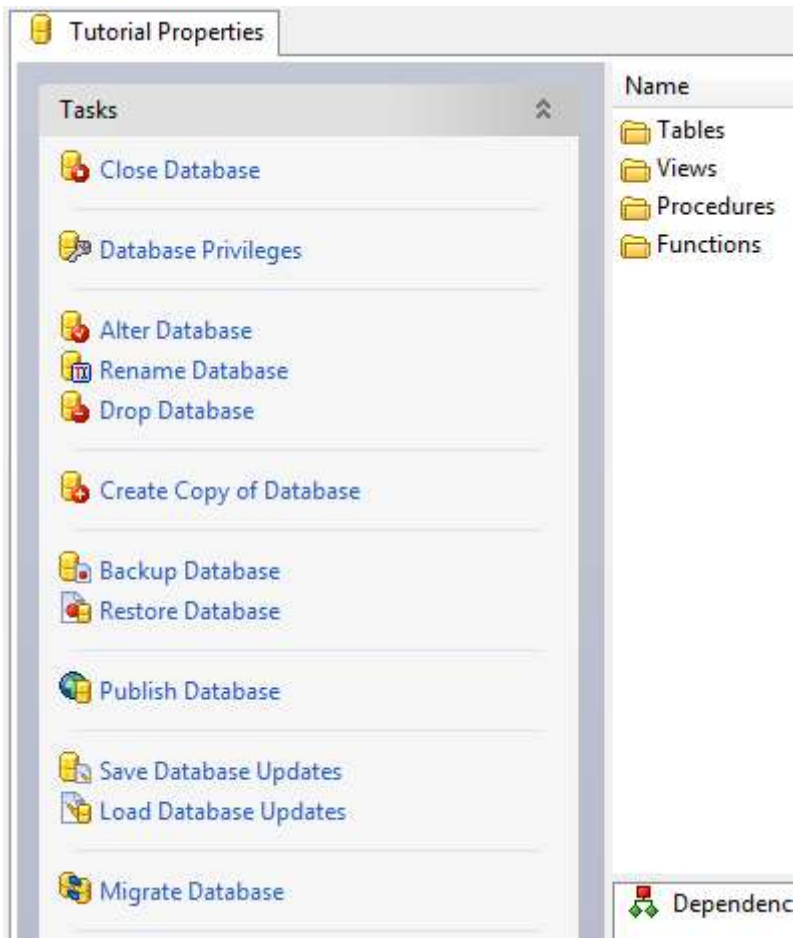 Tutorial Properties
Tasks
Close Database
Database Privileges
Alter Database
Rename Database
Drop Database
Create Copy of Database
Backup Database
Restore Database
Publish Database
Save Database Updates
Load Database Updates
Migrate Database
Name
Tables
Views
Procedures
Functions
Dependenc